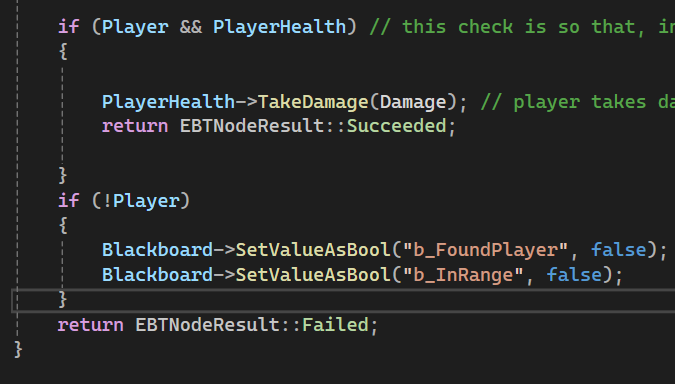 if (Player && PlayerHealth) // this check is so that,
{
PlayerHealth->TakeDamage(Damage); // player takes
return EBTNodeResult::Succeeded;
}
if (!Player)
{
Blackboard->SetValueAsBool("b_FoundPlayer", false);
Blackboard->SetValueAsBool("b_InRange", false);
}
return EBTNodeResult::Failed;
}